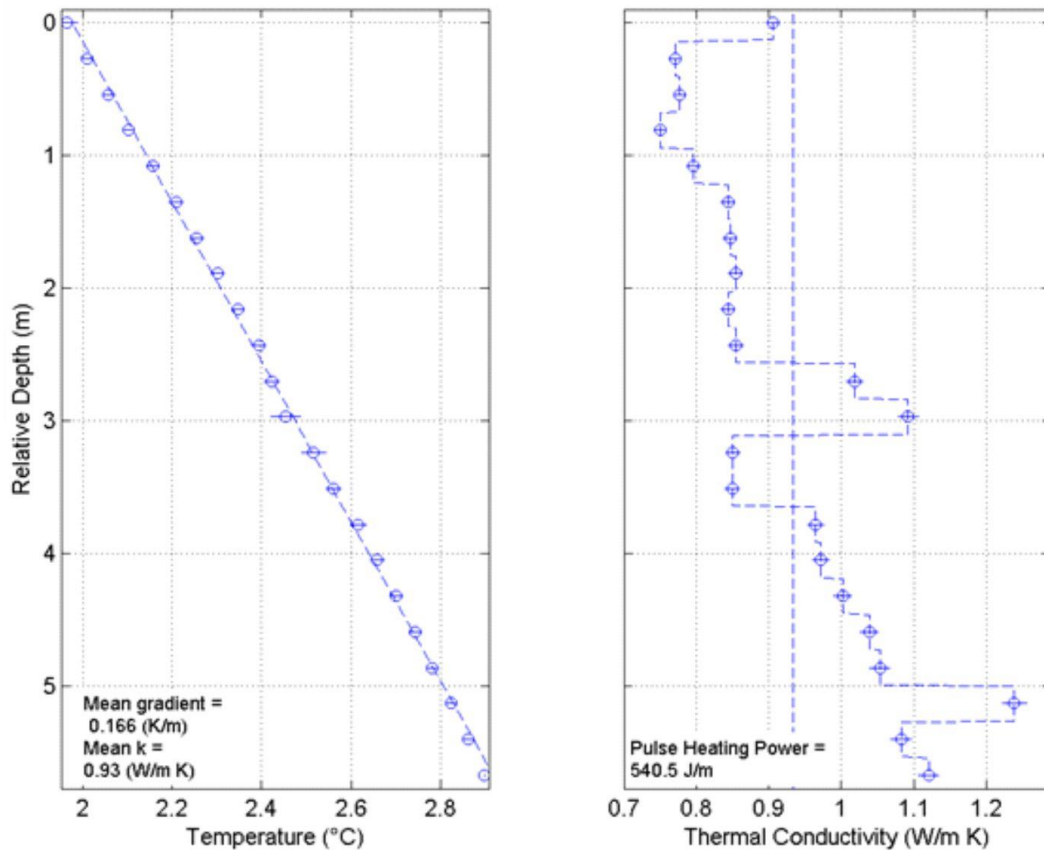 0
1
2
3
4
5
Relative Depth (m)
Mean gradient =
0.166 (K/m)
Mean k =
0.93 (W/m K)
2
2.2
2.4
2.6
2.8
Temperature (°C)
Pulse Heating Power =
540.5 J/m
0.7
0.8
0.9
1
1.1
1.2
Thermal Conductivity (W/m K)